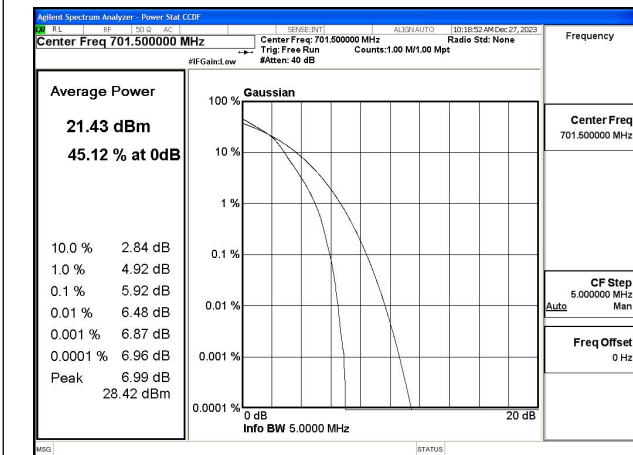 Agilent Spectrum Analyzer - Power Stat CCDF
RL RF 50 Ω AC SENSE:INT ALIGN AUTO 10:18:52 AM Dec 27, 2023
Center Freq 701.500000 MHz
Center Freq: 701.500000 MHz Radio Std: None
Trig: Free Run Counts:1.00 M/1.00 Mpt
#IFGain:Low #Atten: 40 dB
Frequency
Average Power
21.43 dBm
45.12 % at 0dB
10.0 % 2.84 dB
1.0 % 4.92 dB
0.1 % 5.92 dB
0.01 % 6.48 dB
0.001 % 6.87 dB
0.0001 % 6.96 dB
Peak 6.99 dB
28.42 dBm
Gaussian
100 %
10 %
1 %
0.1 %
0.01 %
0.001 %
0.0001 %
0 dB 20 dB
Info BW 5.0000 MHz
Center Freq
701.500000 MHz
CF Step
5.000000 MHz
Auto Man
Freq Offset
0 Hz
MSG STATUS